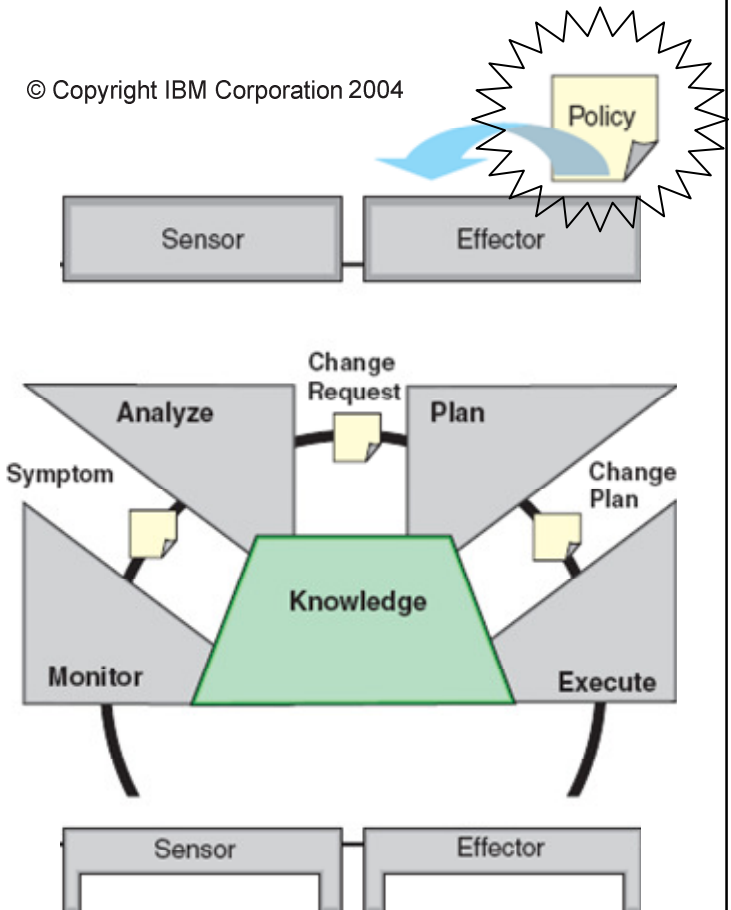 © Copyright IBM Corporation 2004
Policy
Sensor
Effector
Change
Request
Analyze
Plan
Symptom
Change
Plan
Knowledge
Monitor
Execute
Sensor
Effector